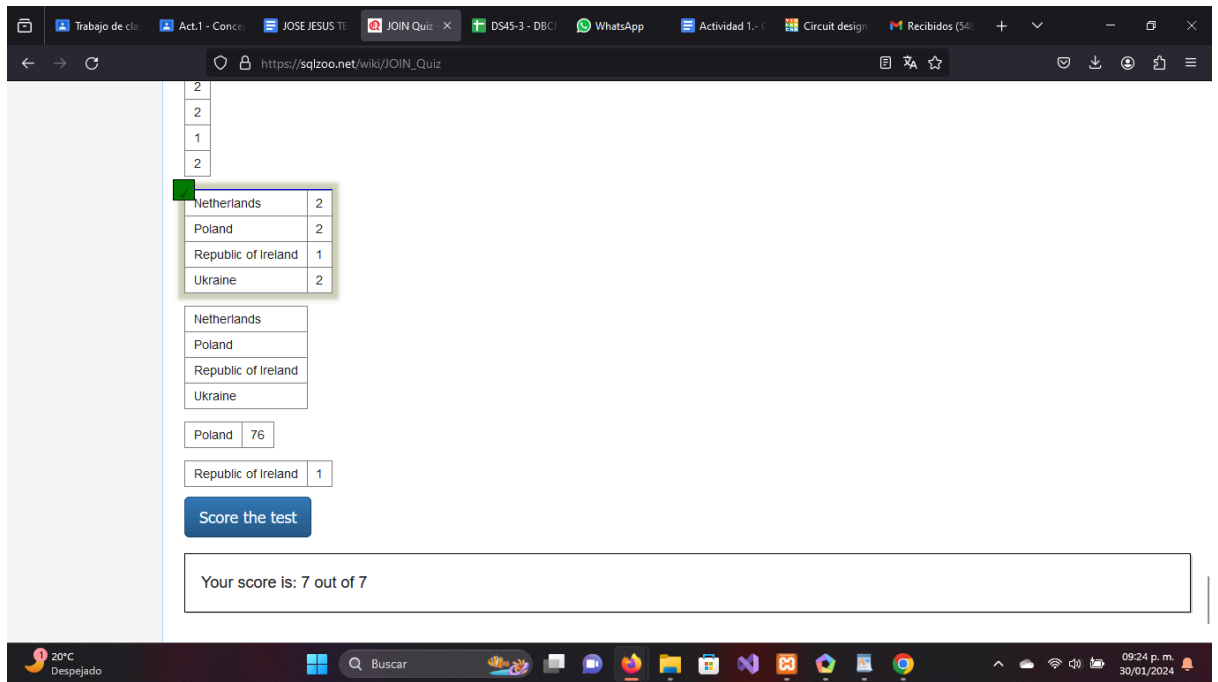 Trabajo de cla Act.1 - Conce JOSE JESUS TE JOIN Quiz - DS45-3 - DBC WhatsApp Actividad 1.- C Circuit design Recibidos (548
https://sqlzoo.net/wiki/JOIN_Quiz
2
2
1
2
Netherlands 2
Poland 2
Republic of Ireland 1
Ukraine 2
Netherlands
Poland
Republic of Ireland
Ukraine
Poland 76
Republic of Ireland 1
Score the test
Your score is: 7 out of 7
1 20°C
Despejado
Buscar
09:24 p. m.
30/01/2024